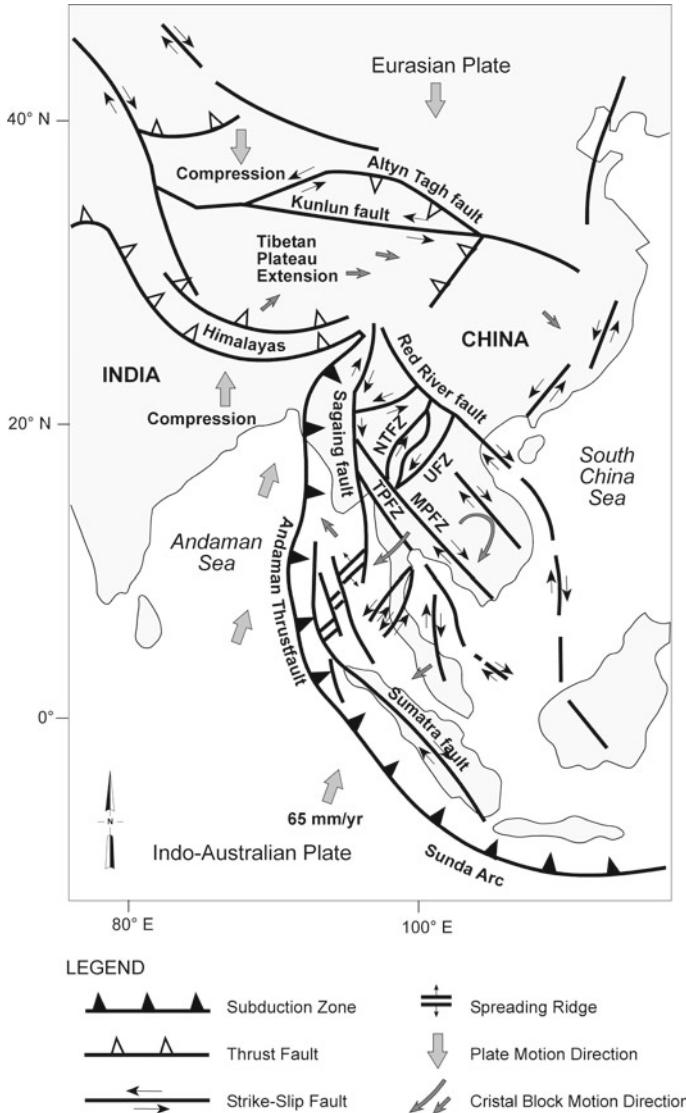 Eurasian Plate
40° N
Compression
Altyn Tagh fault
Kunlun fault
Tibetan
Plateau
Extension
Himalayas
CHINA
INDIA
Red River fault
Compression
20° N
Sagaing fault
NTFZ
UFZ
South
China
Sea
TPFZ
MPFZ
Andaman
Sea
Andaman Thrustfault
0°
Sumatra fault
N
65 mm/yr
Indo-Australian Plate
Sunda Arc
80° E
100° E
LEGEND
Subduction Zone
Spreading Ridge
Thrust Fault
Plate Motion Direction
Strike-Slip Fault
Cristal Block Motion Direction